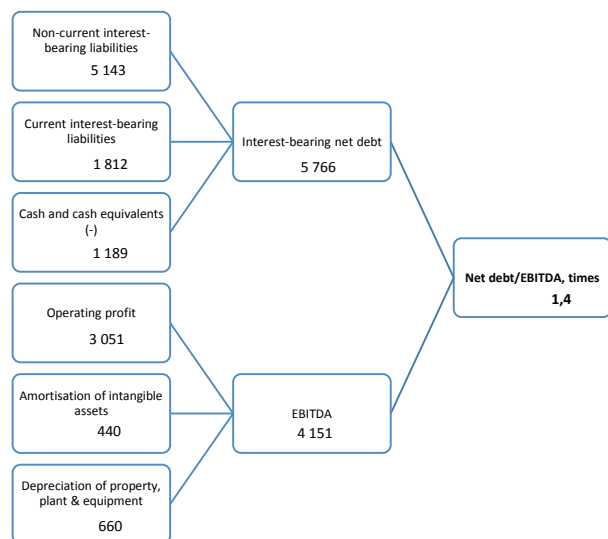 Non-current interest-
bearing liabilities
5 143
Current interest-bearing
liabilities
1 812
Cash and cash equivalents
(-)
1 189
Interest-bearing net debt
5 766
Operating profit
3 051
Amortisation of intangible
assets
440
Depreciation of property,
plant & equipment
660
EBITDA
4 151
Net debt/EBITDA, times
1,4